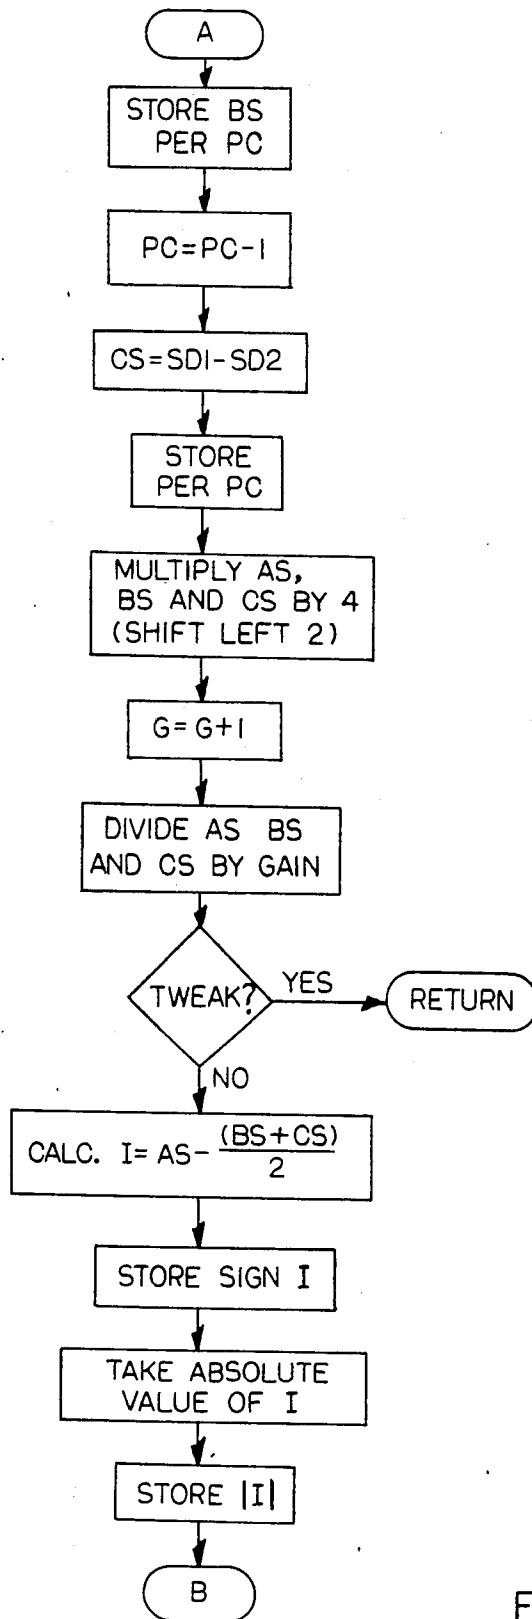 A
STORE BS
PER PC
PC=PC-1
CS=SD1-SD2
STORE
PER PC
MULTIPLY AS,
BS AND CS BY 4
(SHIFT LEFT 2)
G=G+1
DIVIDE AS BS
AND CS BY GAIN
TWEAK?
YES
RETURN
NO
CALC. I=AS-(BS+CS)/2
STORE SIGN I
TAKE ABSOLUTE
VALUE OF I
STORE |I|
B